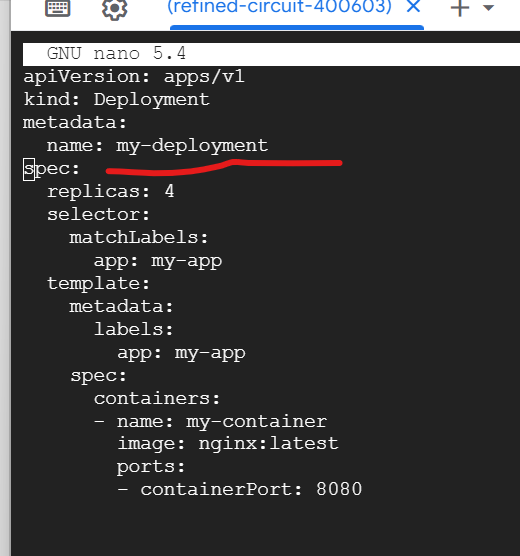 (refined-circuit-400603) ✕ +
GNU nano 5.4
apiVersion: apps/v1
kind: Deployment
metadata:
  name: my-deployment
spec:
  replicas: 4
  selector:
    matchLabels:
      app: my-app
  template:
    metadata:
      labels:
        app: my-app
    spec:
      containers:
      - name: my-container
        image: nginx:latest
        ports:
        - containerPort: 8080